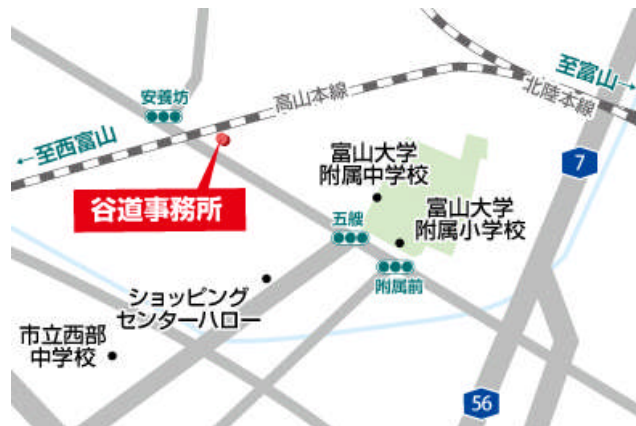 至富山→
北陸本線
高山本線
安養坊
←至西富山
7
富山大学
附属中学校
谷道事務所
富山大学
附属小学校
五艘
附属前
ショッピング
センターハロー
市立西部
中学校
56